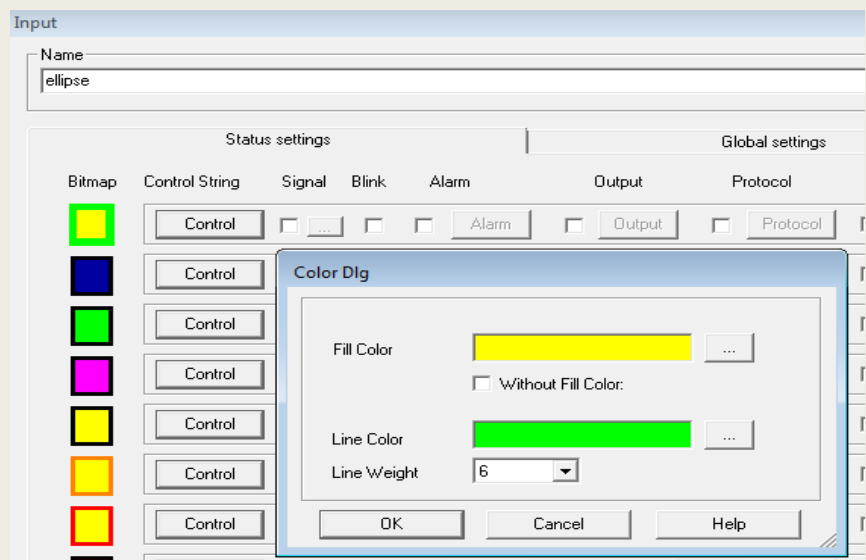 Input
Name
ellipse
Status settings
Global settings
Bitmap Control String Signal Blink Alarm Output Protocol
Control ... Alarm Output Protocol
Control
Color Dlg
Control
Fill Color ...
Control
Without Fill Color:
Control
Line Color ...
Control
Line Weight 6
Control
OK Cancel Help